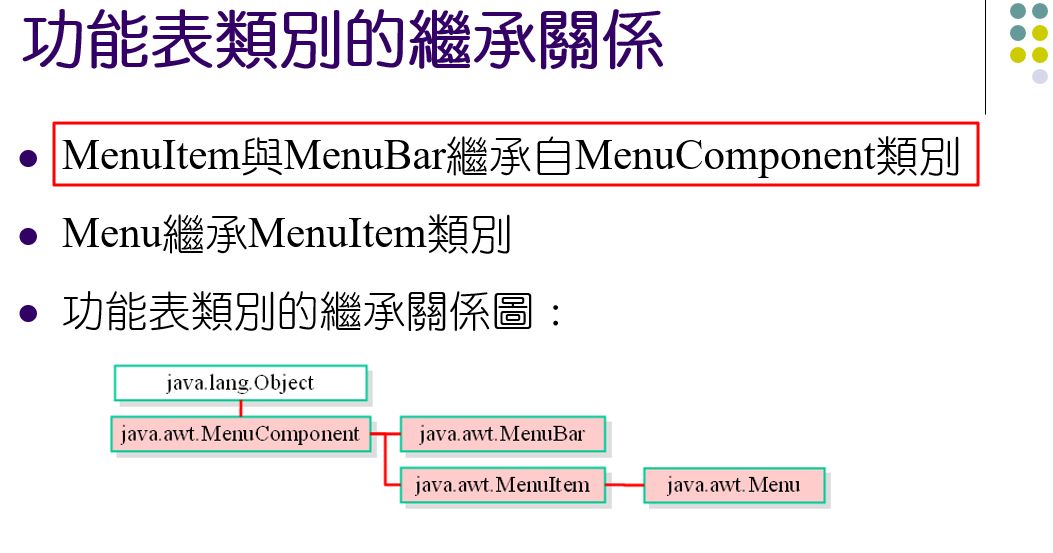 功能表類別的繼承關係
MenuItem與MenuBar繼承自MenuComponent類別
Menu繼承MenuItem類別
功能表類別的繼承關係圖：
java.lang.Object
java.awt.MenuComponent
java.awt.MenuBar
java.awt.MenuItem
java.awt.Menu